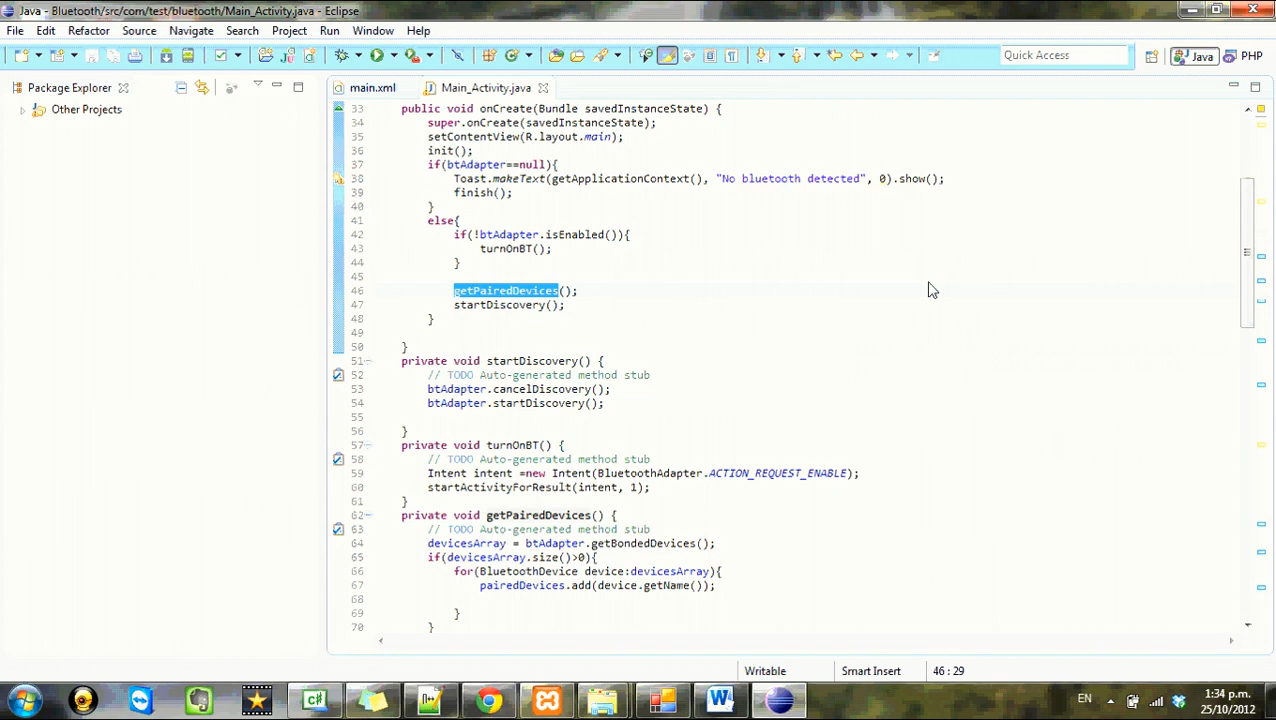 Java - Bluetooth/src/com/test/bluetooth/Main_Activity.java - Eclipse
File Edit Refactor Source Navigate Search Project Run Window Help
Quick Access Java PHP
Package Explorer main.xml Main_Activity.java
Other Projects
33 public void onCreate(Bundle savedInstanceState) {
34 super.onCreate(savedInstanceState);
35 setContentView(R.layout.main);
36 init();
37 if(btAdapter==null){
38 Toast.makeText(getApplicationContext(), "No bluetooth detected", 0).show();
39 finish();
40 }
41 else{
42 if(!btAdapter.isEnabled()){
43 turnOnBT();
44 }
45
46 getPairedDevices();
47 startDiscovery();
48 }
49
50 }
51 private void startDiscovery() {
52 // TODO Auto-generated method stub
53 btAdapter.cancelDiscovery();
54 btAdapter.startDiscovery();
55
56 }
57 private void turnOnBT() {
58 // TODO Auto-generated method stub
59 Intent intent =new Intent(BluetoothAdapter.ACTION_REQUEST_ENABLE);
60 startActivityForResult(intent, 1);
61 }
62 private void getPairedDevices() {
63 // TODO Auto-generated method stub
64 devicesArray = btAdapter.getBondedDevices();
65 if(devicesArray.size()>0){
66 for(BluetoothDevice device:devicesArray){
67 pairedDevices.add(device.getName());
68
69 }
70 }
Writable Smart Insert 46 : 29
EN 1:34 p.m.
25/10/2012